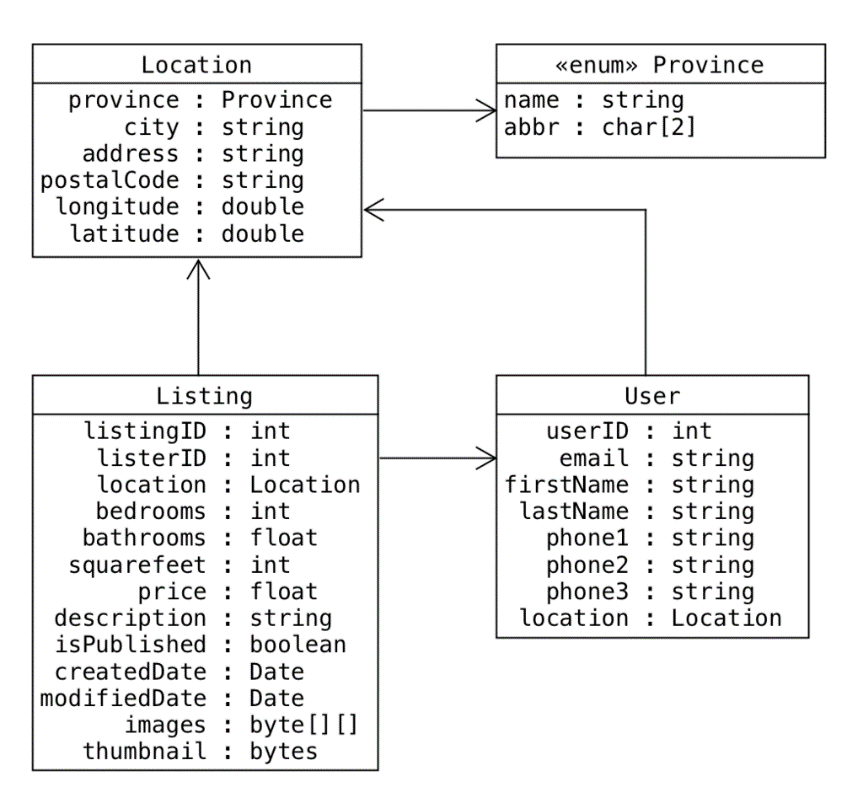 Location
province : Province
city : string
address : string
postalCode : string
longitude : double
latitude : double
«enum» Province
name : string
abbr : char[2]
Listing
listingID : int
listerID : int
location : Location
bedrooms : int
bathrooms : float
squarefeet : int
price : float
description : string
isPublished : boolean
createdDate : Date
modifiedDate : Date
images : byte[][]
thumbnail : bytes
User
userID : int
email : string
firstName : string
lastName : string
phone1 : string
phone2 : string
phone3 : string
location : Location